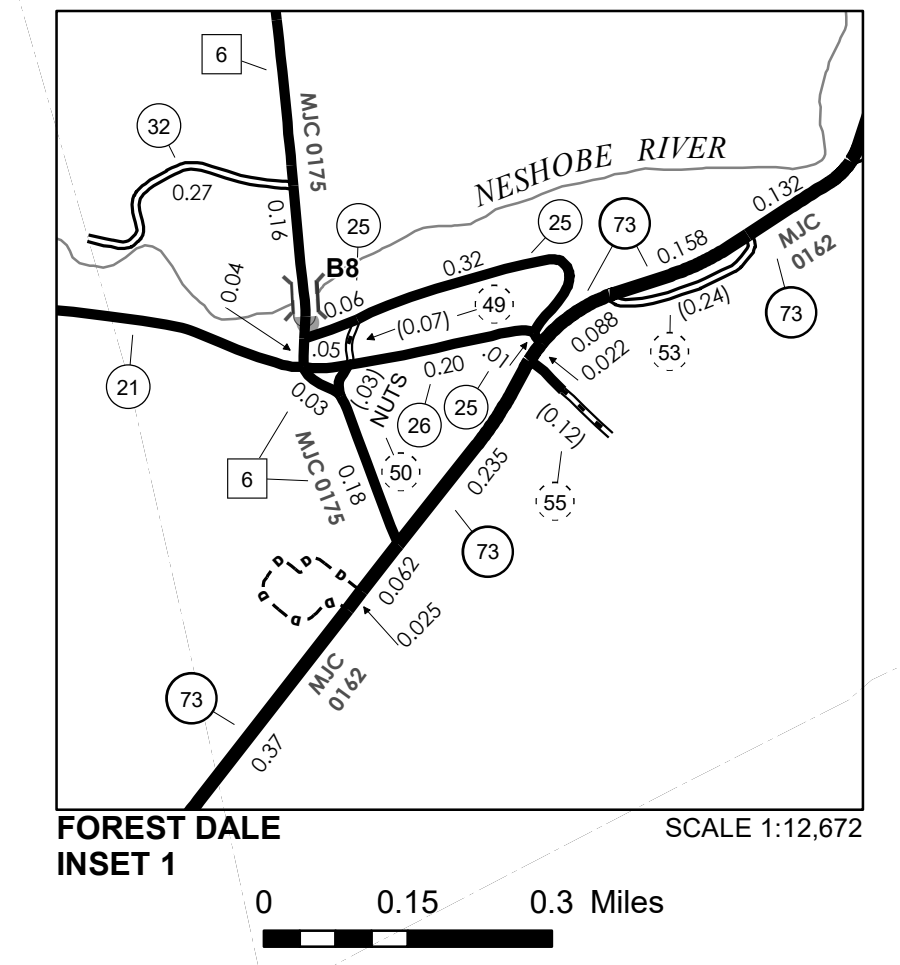 6
MJC 0175
32
0.27
0.16
NESHOBE RIVER
25
25
73
0.132
MJC
0162
0.158
0.04
B8
0.32
0.06
49
(0.07)
(0.24)
73
0.088
53
.05
0.022
.01
0.20
21
(.03)
NUTS
0.03
26
25
(0.12)
MJC 0175
6
0.18
50
0.235
55
73
D
D
D
D
D
D
0.062
0.025
MJC
0162
73
0.37
FOREST DALE
INSET 1
SCALE 1:12,672
0 0.15 0.3 Miles